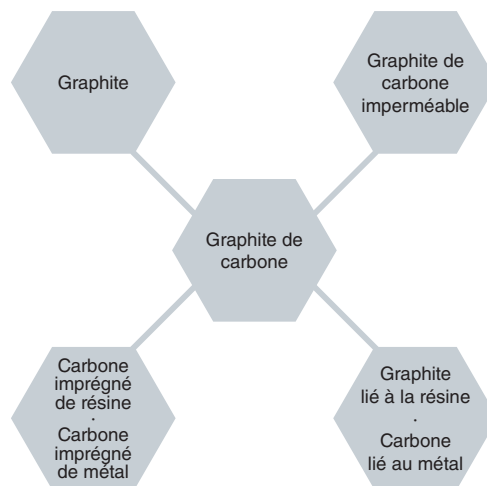 Graphite
Graphite de
carbone
imperméable
Graphite de
carbone
Carbone
imprégné
de résine
·
Carbone
imprégné
de métal
Graphite
lié à la résine
·
Carbone
lié au métal